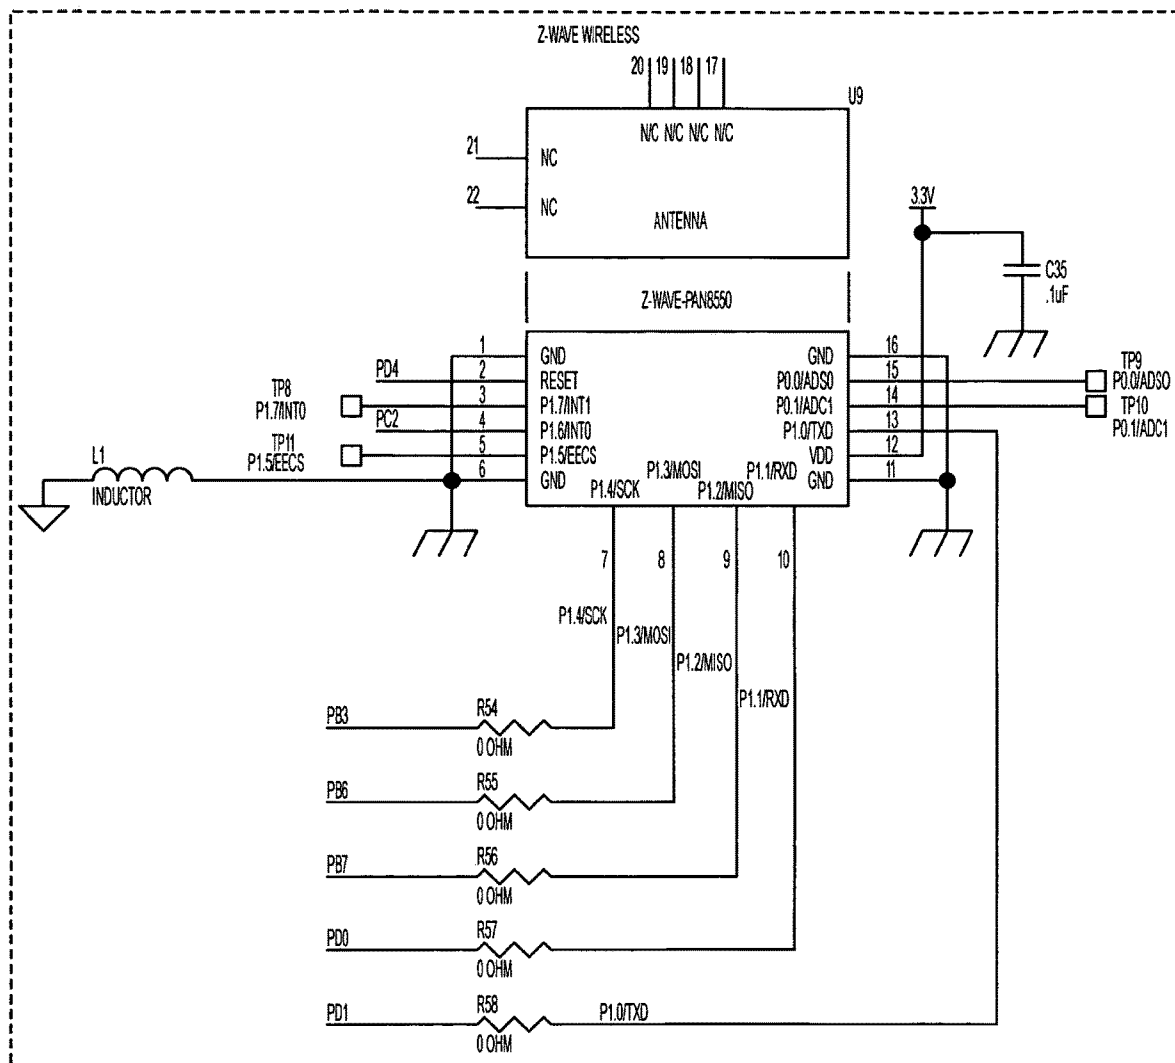 Z-WAVE WIRELESS
20 19 18 17
U9
N/C N/C N/C N/C
21
NC
22
NC
ANTENNA
3.3V
C35
.1uF
Z-WAVE-PAN8550
1
GND
GND
16
PD4
2
RESET
P0.0/ADS0
15
TP9
P0.0/ADSO
TP8
P1.7/INT0
3
P1.7/INT1
P0.1/ADC1
14
TP10
P0.1/ADC1
PC2
4
P1.6/INT0
P1.0/TXD
13
TP11
P1.5/EECS
5
P1.5/EECS
VDD
12
L1
INDUCTOR
6
GND
P1.4/SCK
P1.3/MOSI
P1.2/MISO
P1.1/RXD
GND
11
7
8
9
10
P1.4/SCK
P1.3/MOSI
P1.2/MISO
P1.1/RXD
PB3
R54
0 OHM
PB6
R55
0 OHM
PB7
R56
0 OHM
PD0
R57
0 OHM
PD1
R58
0 OHM
P1.0/TXD